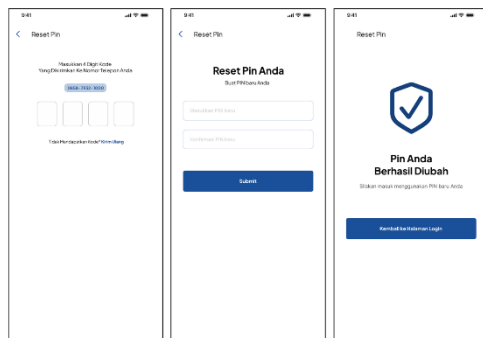 9:41
Reset Pin
Masukkan 4 Digit Kode
Yang Dikirimkan Ke Nomor Telepon Anda
Tidak Mendapatkan Kode? Kirim Ulang
9:41
Reset Pin
Reset Pin Anda
Buat PIN baru Anda
Masukkan PIN baru
Konfirmasi PIN baru
Submit
9:41
Reset Pin
Pin Anda
Berhasil Diubah
Silakan masuk menggunakan PIN baru Anda
Kembali ke Halaman Login